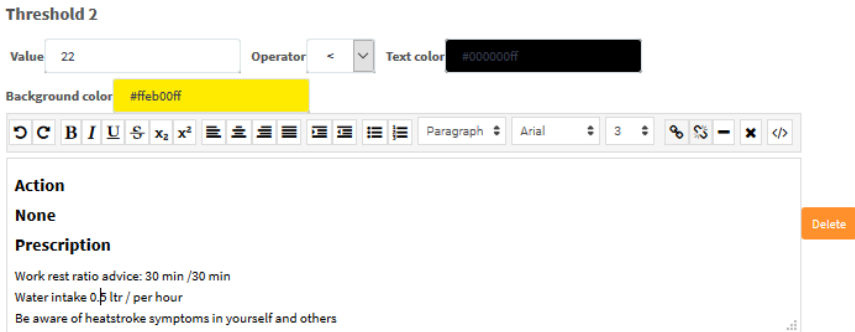 Threshold 2
Value 22 Operator < Text color #000000ff
Background color #ffeb00ff
B I U S x₂ x² Paragraph Arial 3 </>
Action
None
Prescription
Work rest ratio advice: 30 min /30 min
Water intake 0.5 ltr / per hour
Be aware of heatstroke symptoms in yourself and others
Delete